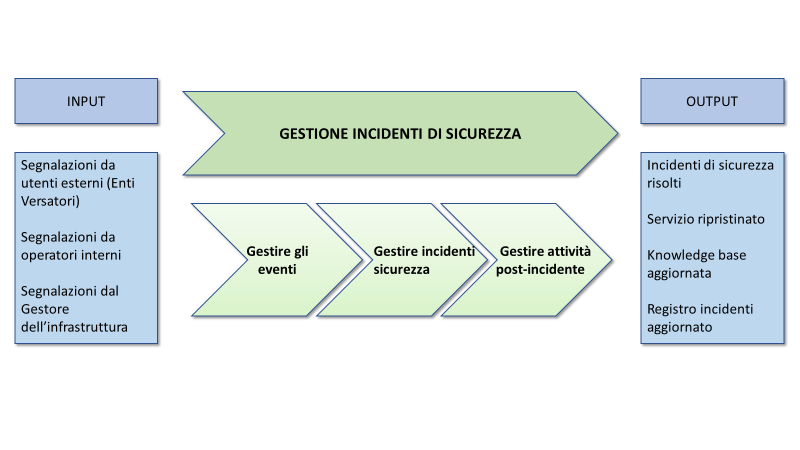 INPUT
Segnalazioni da
utenti esterni (Enti
Versatori)
Segnalazioni da
operatori interni
Segnalazioni dal
Gestore
dell’infrastruttura
GESTIONE INCIDENTI DI SICUREZZA
Gestire gli
eventi
Gestire incidenti
sicurezza
Gestire attività
post-incidente
OUTPUT
Incidenti di sicurezza
risolti
Servizio ripristinato
Knowledge base
aggiornata
Registro incidenti
aggiornato